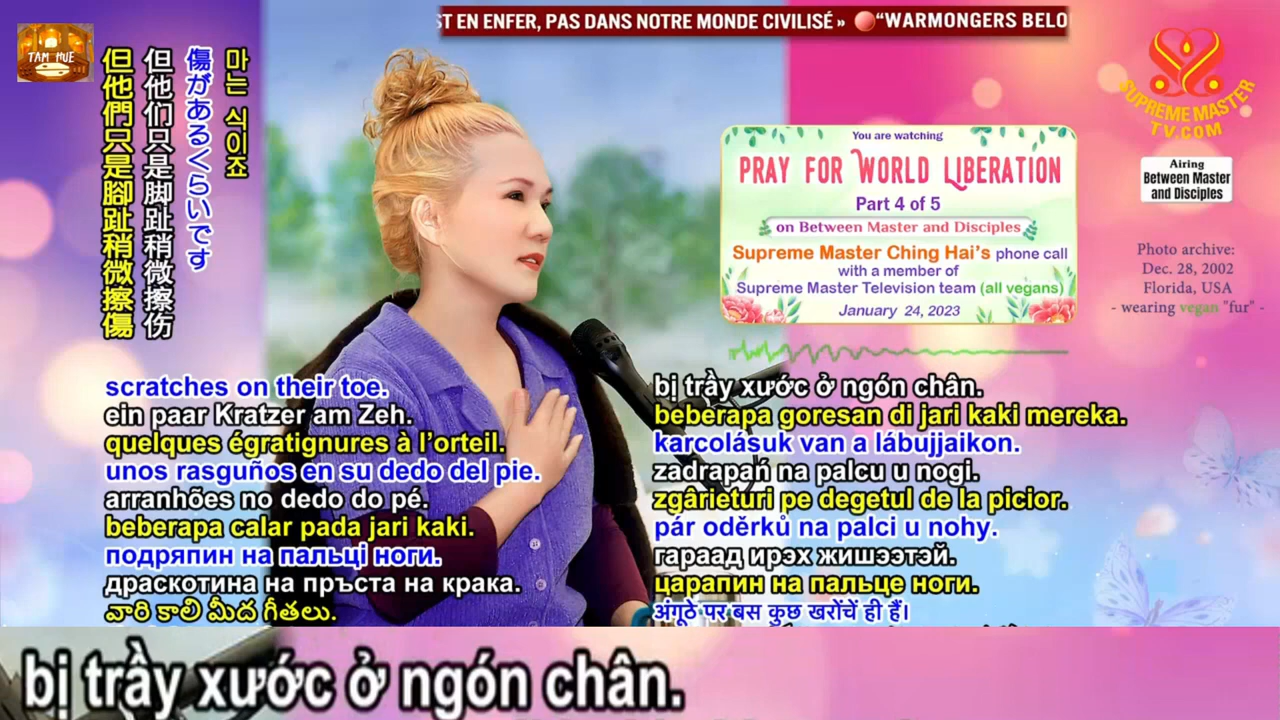 ST EN ENFER, PAS DANS NOTRE MONDE CIVILISÉ» 🔴“WARMONGERS BELO
TAM HUE
마는 식이죠
傷があるくらいです
但他们只是脚趾稍微擦伤
但他們只是腳趾稍微擦傷
SUPREME MASTER
TV.COM
You are watching
PRAY FOR WORLD LIBERATION
Part 4 of 5
on Between Master and Disciples
Supreme Master Ching Hai’s phone call
with a member of
Supreme Master Television team (all vegans)
January 24, 2023
Airing
Between Master
and Disciples
Photo archive:
Dec. 28, 2002
Florida, USA
- wearing vegan "fur" -
scratches on their toe.
ein paar Kratzer am Zeh.
quelques égratignures à l’orteil.
unos rasguños en su dedo del pie.
arranhões no dedo do pé.
beberapa calar pada jari kaki.
подряпин на пальці ноги.
драскотина на пръста на крака.
వారి కాలి మీద గీతలు.
bị trầy xước ở ngón chân.
beberapa goresan di jari kaki mereka.
karcolásuk van a lábujjaikon.
zadrapań na palcu u nogi.
zgârieturi pe degetul de la picior.
pár oděrků na palci u nohy.
гараад ирэх жишээтэй.
царапин на пальце ноги.
अंगूठे पर बस कुछ खरोंचें ही हैं।
bị trầy xước ở ngón chân.